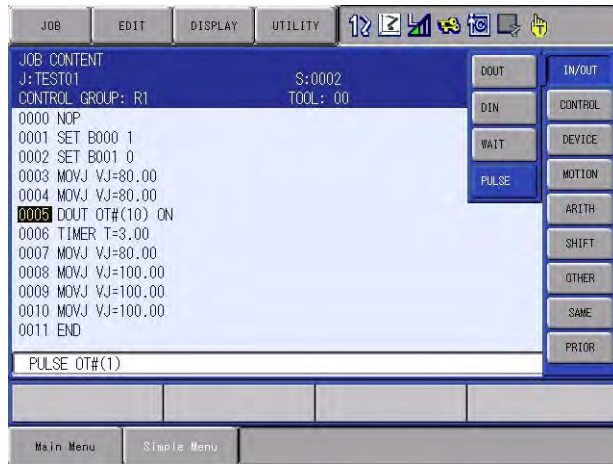 JOB EDIT DISPLAY UTILITY
JOB CONTENT
J:TEST01 S:0002
CONTROL GROUP: R1 TOOL: 00
0000 NOP
0001 SET B000 1
0002 SET B001 0
0003 MOVJ VJ=80.00
0004 MOVJ VJ=80.00
0005 DOUT OT#(10) ON
0006 TIMER T=3.00
0007 MOVJ VJ=80.00
0008 MOVJ VJ=100.00
0009 MOVJ VJ=100.00
0010 MOVJ VJ=100.00
0011 END
PULSE OT#(1)
DOUT
DIN
WAIT
PULSE
IN/OUT
CONTROL
DEVICE
MOTION
ARITH
SHIFT
OTHER
SAME
PRIOR
Main Menu Simple Menu